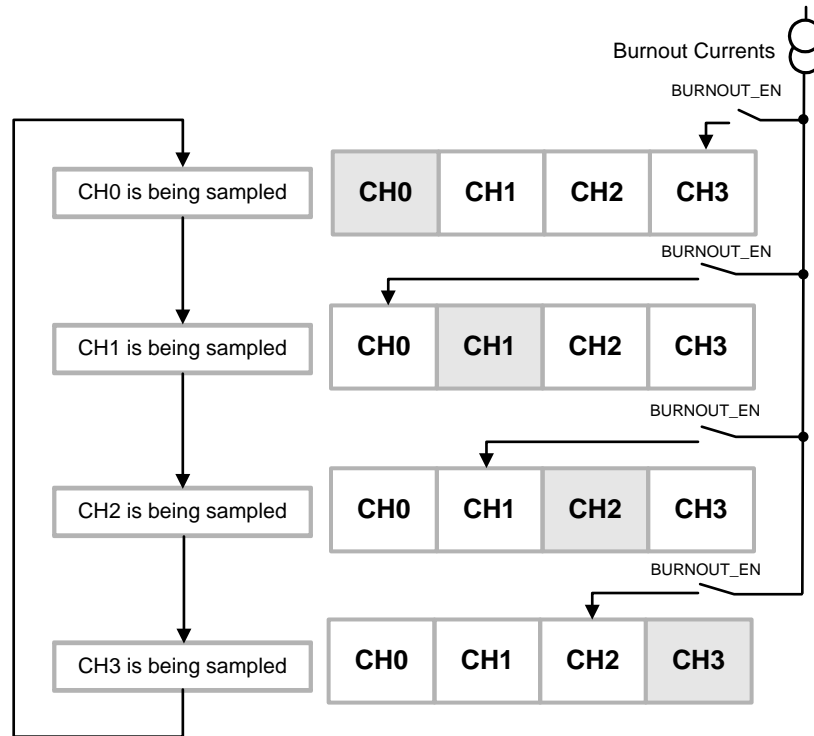 Burnout Currents
BURNOUT_EN
CH0 is being sampled
CH0 CH1 CH2 CH3
BURNOUT_EN
CH1 is being sampled
CH0 CH1 CH2 CH3
BURNOUT_EN
CH2 is being sampled
CH0 CH1 CH2 CH3
BURNOUT_EN
CH3 is being sampled
CH0 CH1 CH2 CH3